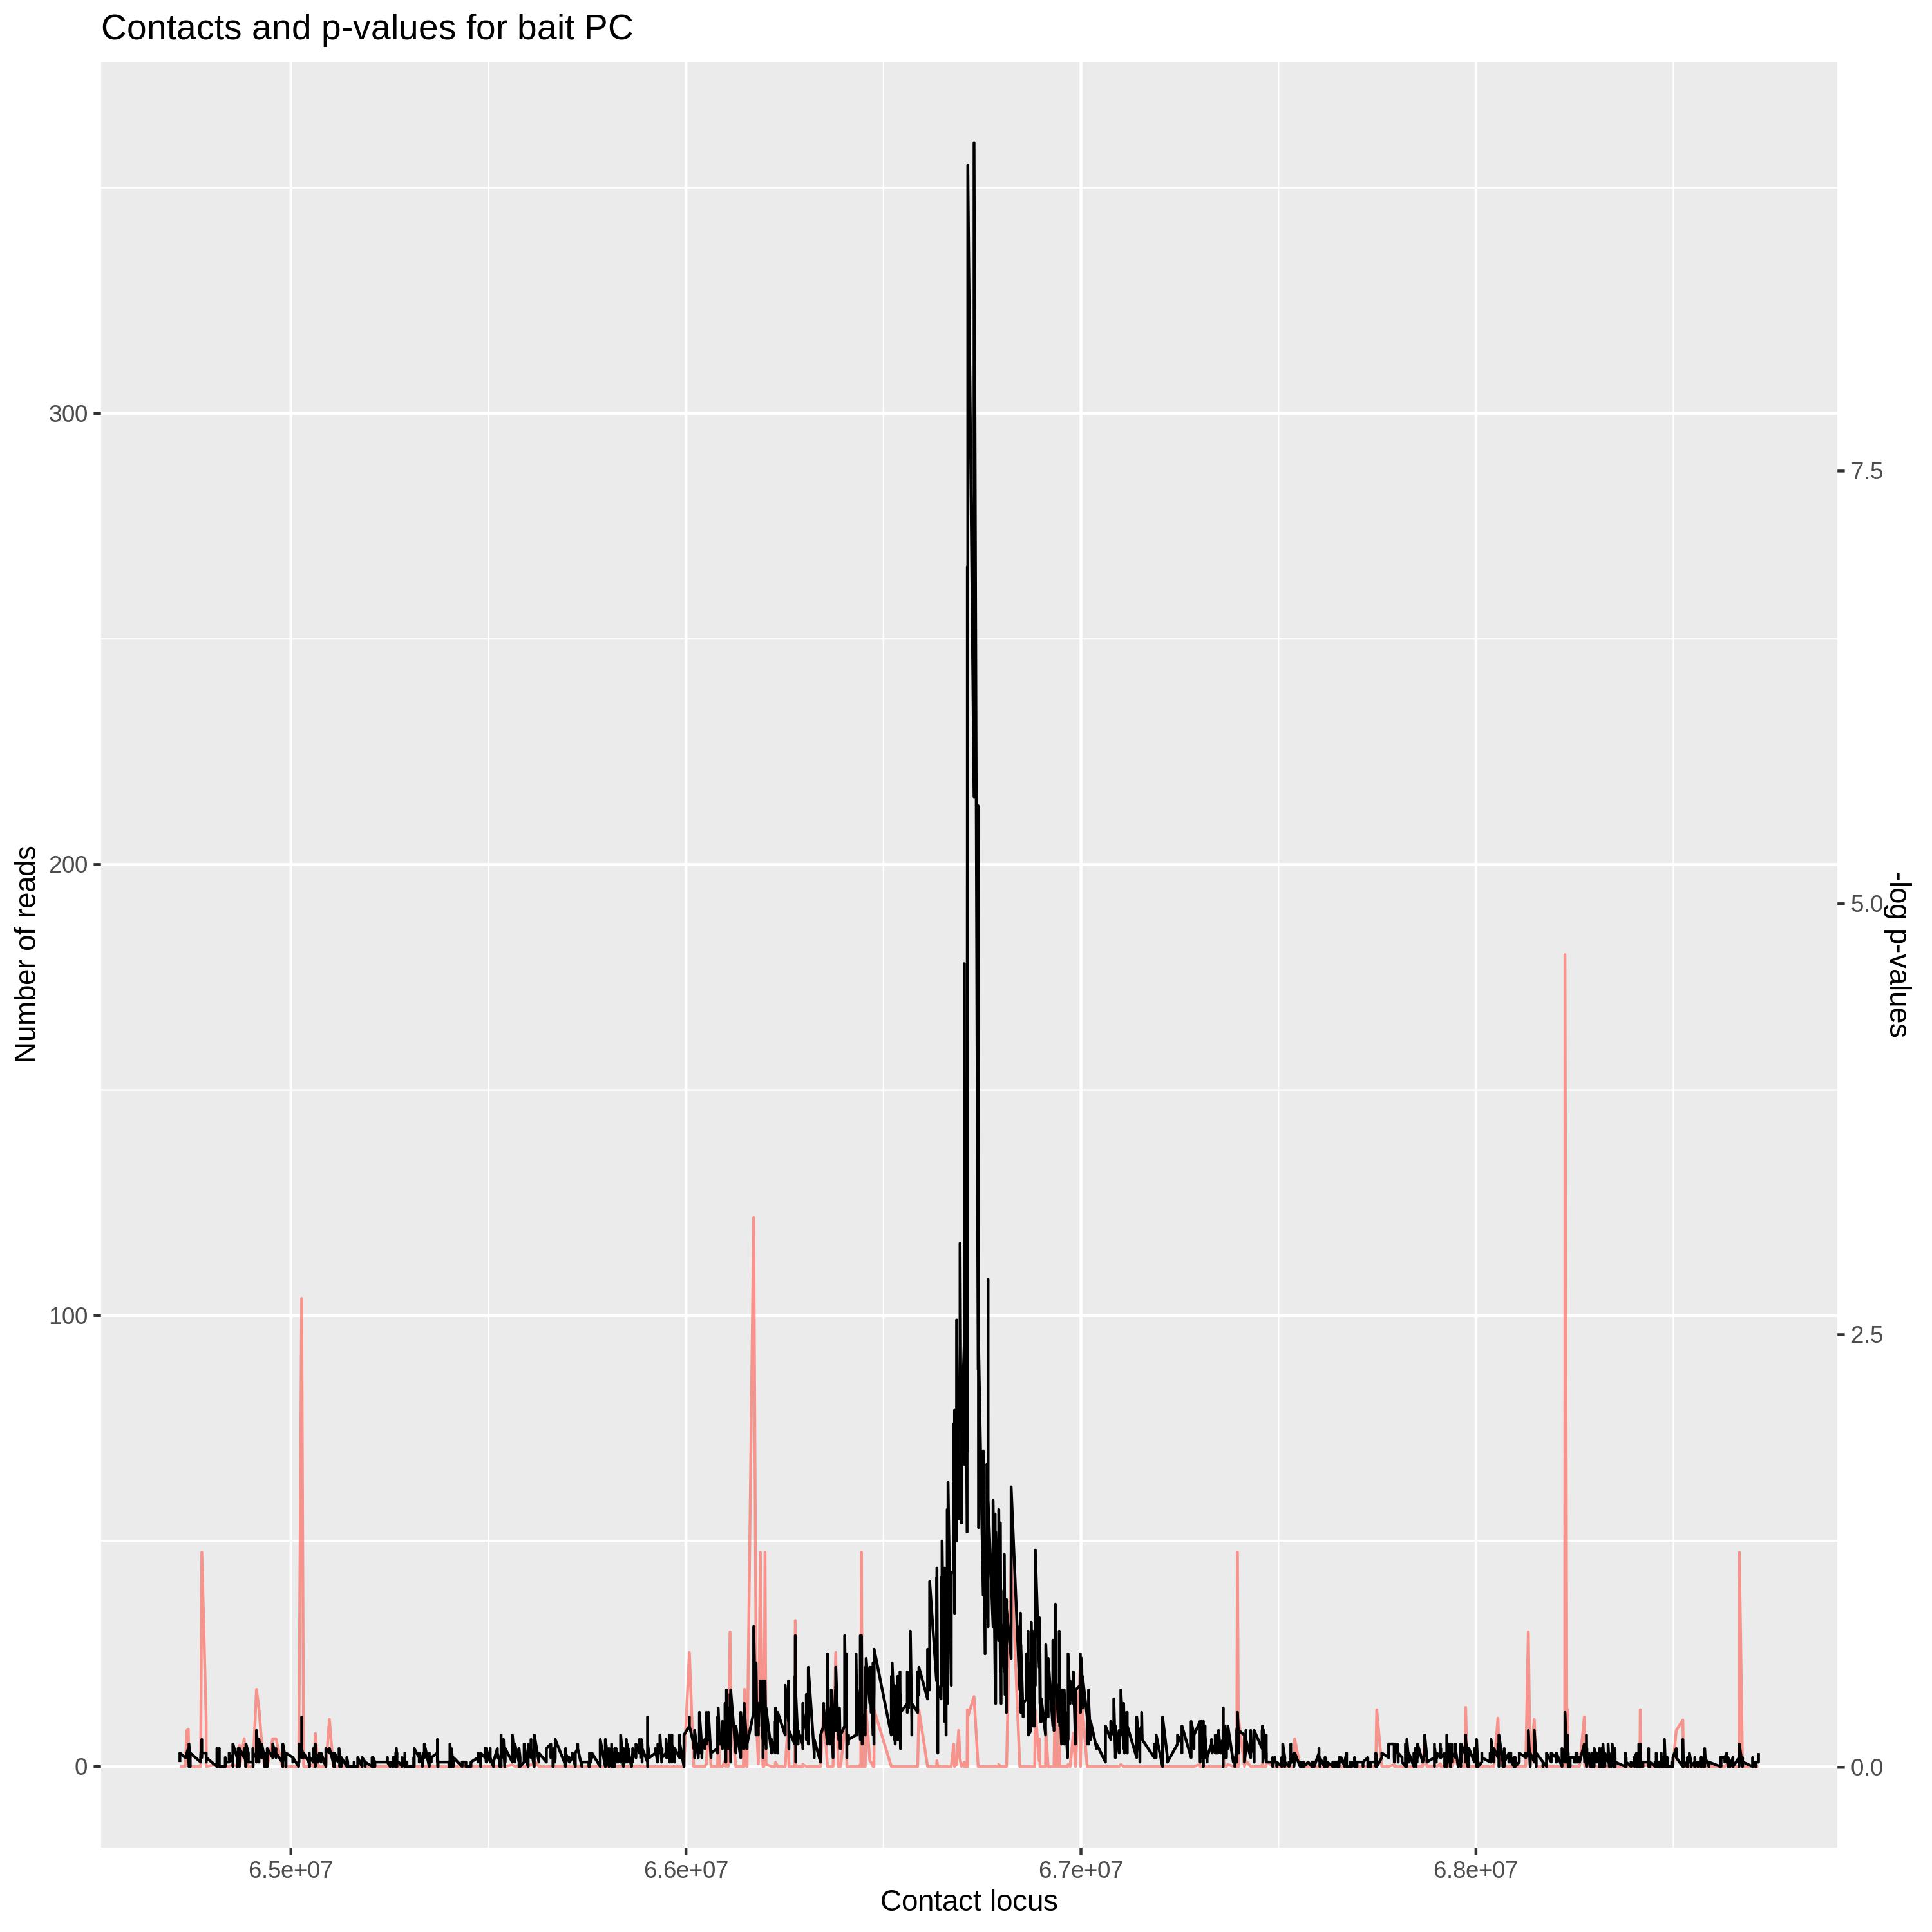 Contacts and p-values for bait PC
300
200
100
0
Number of reads
7.5
5.0
2.5
0.0
-log p-values
6.5e+07
6.6e+07
6.7e+07
6.8e+07
Contact locus